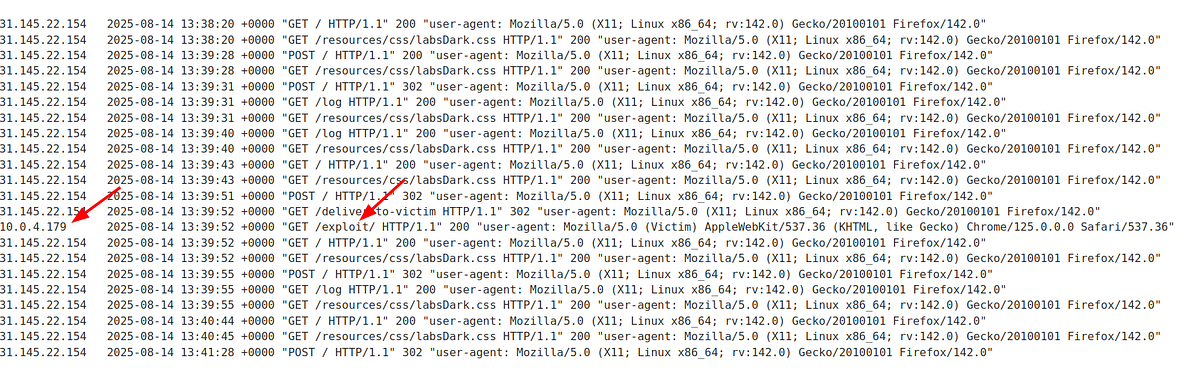 31.145.22.154 2025-08-14 13:38:20 +0000 "GET / HTTP/1.1" 200 "user-agent: Mozilla/5.0 (X11; Linux x86_64; rv:142.0) Gecko/20100101 Firefox/142.0"
31.145.22.154 2025-08-14 13:38:20 +0000 "GET /resources/css/labsDark.css HTTP/1.1" 200 "user-agent: Mozilla/5.0 (X11; Linux x86_64; rv:142.0) Gecko/20100101 Firefox/142.0"
31.145.22.154 2025-08-14 13:39:28 +0000 "POST / HTTP/1.1" 200 "user-agent: Mozilla/5.0 (X11; Linux x86_64; rv:142.0) Gecko/20100101 Firefox/142.0"
31.145.22.154 2025-08-14 13:39:28 +0000 "GET /resources/css/labsDark.css HTTP/1.1" 200 "user-agent: Mozilla/5.0 (X11; Linux x86_64; rv:142.0) Gecko/20100101 Firefox/142.0"
31.145.22.154 2025-08-14 13:39:31 +0000 "POST / HTTP/1.1" 302 "user-agent: Mozilla/5.0 (X11; Linux x86_64; rv:142.0) Gecko/20100101 Firefox/142.0"
31.145.22.154 2025-08-14 13:39:31 +0000 "GET /log HTTP/1.1" 200 "user-agent: Mozilla/5.0 (X11; Linux x86_64; rv:142.0) Gecko/20100101 Firefox/142.0"
31.145.22.154 2025-08-14 13:39:31 +0000 "GET /resources/css/labsDark.css HTTP/1.1" 200 "user-agent: Mozilla/5.0 (X11; Linux x86_64; rv:142.0) Gecko/20100101 Firefox/142.0"
31.145.22.154 2025-08-14 13:39:40 +0000 "GET /log HTTP/1.1" 200 "user-agent: Mozilla/5.0 (X11; Linux x86_64; rv:142.0) Gecko/20100101 Firefox/142.0"
31.145.22.154 2025-08-14 13:39:40 +0000 "GET /resources/css/labsDark.css HTTP/1.1" 200 "user-agent: Mozilla/5.0 (X11; Linux x86_64; rv:142.0) Gecko/20100101 Firefox/142.0"
31.145.22.154 2025-08-14 13:39:43 +0000 "GET / HTTP/1.1" 200 "user-agent: Mozilla/5.0 (X11; Linux x86_64; rv:142.0) Gecko/20100101 Firefox/142.0"
31.145.22.154 2025-08-14 13:39:43 +0000 "GET /resources/css/labsDark.css HTTP/1.1" 200 "user-agent: Mozilla/5.0 (X11; Linux x86_64; rv:142.0) Gecko/20100101 Firefox/142.0"
31.145.22.154 2025-08-14 13:39:51 +0000 "POST / HTTP/1.1" 302 "user-agent: Mozilla/5.0 (X11; Linux x86_64; rv:142.0) Gecko/20100101 Firefox/142.0"
31.145.22.154 2025-08-14 13:39:52 +0000 "GET /deliver-to-victim HTTP/1.1" 302 "user-agent: Mozilla/5.0 (X11; Linux x86_64; rv:142.0) Gecko/20100101 Firefox/142.0"
10.0.4.179 2025-08-14 13:39:52 +0000 "GET /exploit/ HTTP/1.1" 200 "user-agent: Mozilla/5.0 (Victim) AppleWebKit/537.36 (KHTML, like Gecko) Chrome/125.0.0.0 Safari/537.36"
31.145.22.154 2025-08-14 13:39:52 +0000 "GET / HTTP/1.1" 200 "user-agent: Mozilla/5.0 (X11; Linux x86_64; rv:142.0) Gecko/20100101 Firefox/142.0"
31.145.22.154 2025-08-14 13:39:52 +0000 "GET /resources/css/labsDark.css HTTP/1.1" 200 "user-agent: Mozilla/5.0 (X11; Linux x86_64; rv:142.0) Gecko/20100101 Firefox/142.0"
31.145.22.154 2025-08-14 13:39:55 +0000 "POST / HTTP/1.1" 302 "user-agent: Mozilla/5.0 (X11; Linux x86_64; rv:142.0) Gecko/20100101 Firefox/142.0"
31.145.22.154 2025-08-14 13:39:55 +0000 "GET /log HTTP/1.1" 200 "user-agent: Mozilla/5.0 (X11; Linux x86_64; rv:142.0) Gecko/20100101 Firefox/142.0"
31.145.22.154 2025-08-14 13:39:55 +0000 "GET /resources/css/labsDark.css HTTP/1.1" 200 "user-agent: Mozilla/5.0 (X11; Linux x86_64; rv:142.0) Gecko/20100101 Firefox/142.0"
31.145.22.154 2025-08-14 13:40:44 +0000 "GET / HTTP/1.1" 200 "user-agent: Mozilla/5.0 (X11; Linux x86_64; rv:142.0) Gecko/20100101 Firefox/142.0"
31.145.22.154 2025-08-14 13:40:45 +0000 "GET /resources/css/labsDark.css HTTP/1.1" 200 "user-agent: Mozilla/5.0 (X11; Linux x86_64; rv:142.0) Gecko/20100101 Firefox/142.0"
31.145.22.154 2025-08-14 13:41:28 +0000 "POST / HTTP/1.1" 302 "user-agent: Mozilla/5.0 (X11; Linux x86_64; rv:142.0) Gecko/20100101 Firefox/142.0"